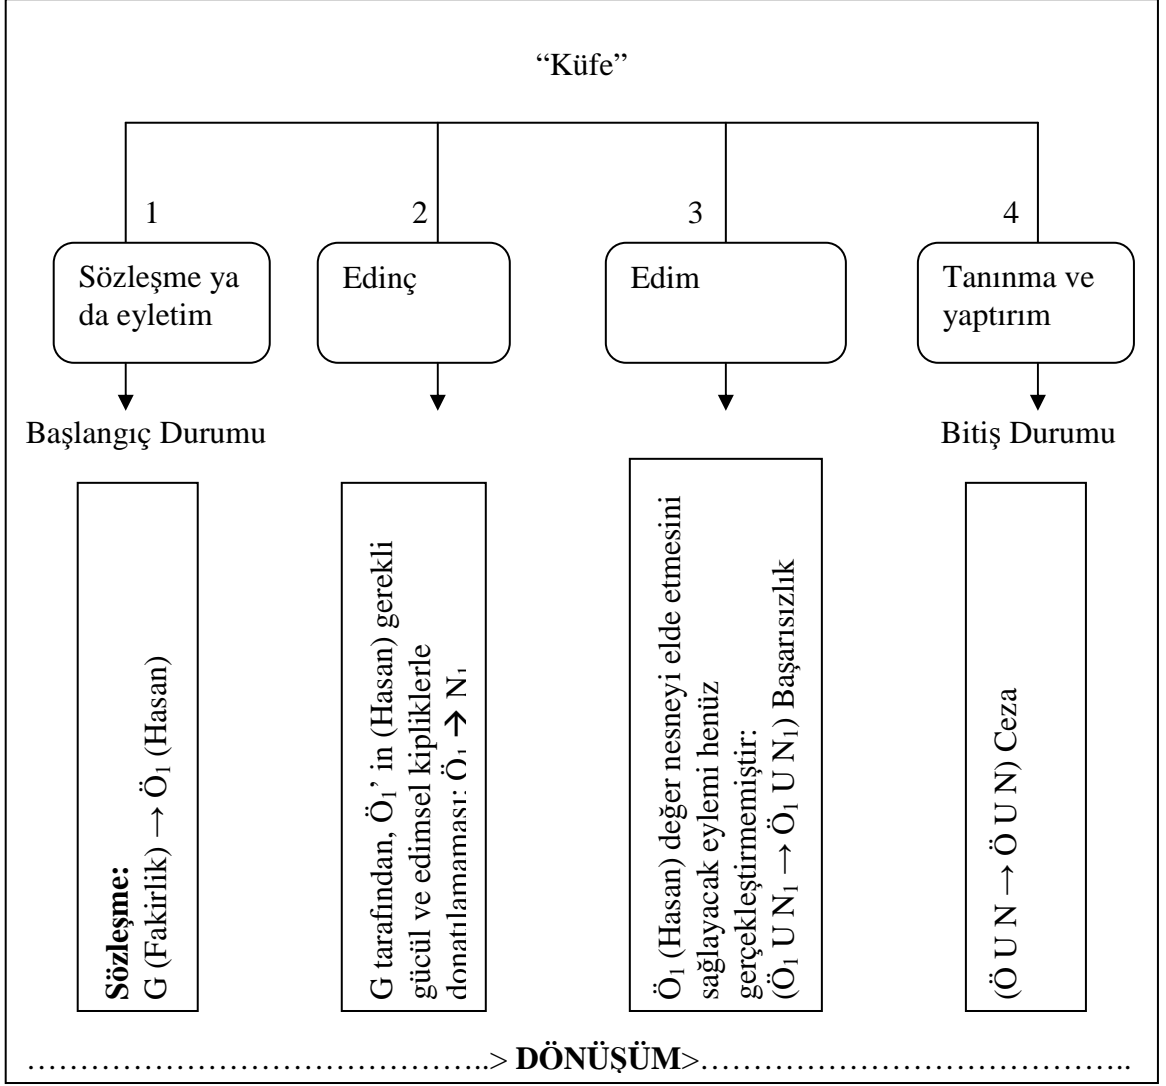 “Küfe”
1
2
3
4
Sözleşme ya
da eyletim
Edinç
Edim
Tanınma ve
yaptırım
Başlangıç Durumu
Bitiş Durumu
Sözleşme:
G (Fakirlik) → Ö₁ (Hasan)
G tarafından, Ö₁’ in (Hasan) gerekli
gücül ve edimsel kipliklerle
donatılamaması: Ö₁ → N₁
Ö₁ (Hasan) değer nesneyi elde etmesini
sağlayacak eylemi henüz
gerçekleştirmemiştir:
(Ö₁ U N₁ → Ö₁ U N₁) Başarısızlık
(Ö U N → Ö U N) Ceza
……………………………………..> DÖNÜŞÜM>…………………………………..